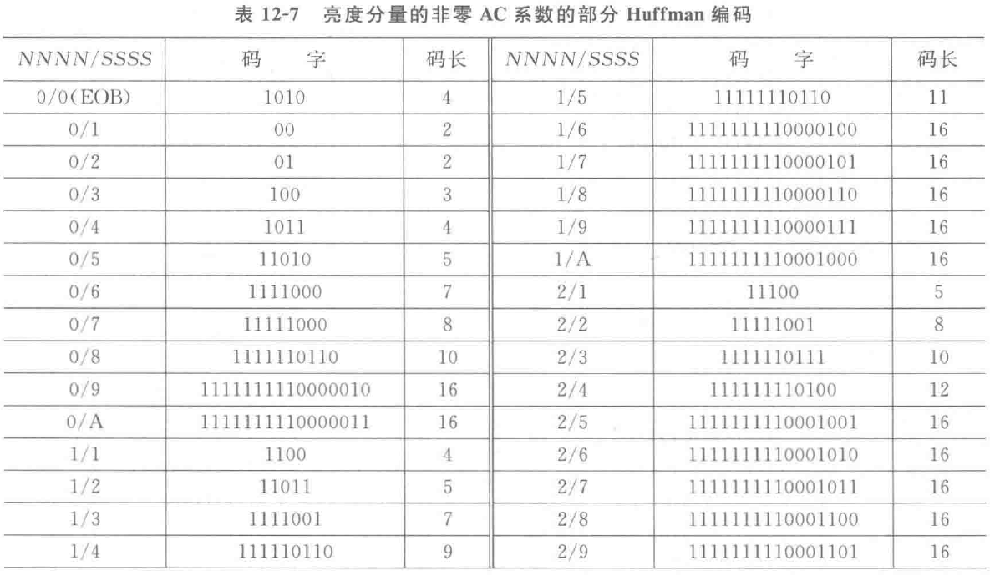 表 12-7 亮度分量的非零 AC 系数的部分 Huffman 编码
NNNN/SSSS 码 字 码长 NNNN/SSSS 码 字 码长
0/0(EOB) 1010 4 1/5 11111110110 11
0/1 00 2 1/6 1111111110000100 16
0/2 01 2 1/7 1111111110000101 16
0/3 100 3 1/8 1111111110000110 16
0/4 1011 4 1/9 1111111110000111 16
0/5 11010 5 1/A 1111111110001000 16
0/6 1111000 7 2/1 11100 5
0/7 11111000 8 2/2 11111001 8
0/8 1111110110 10 2/3 1111110111 10
0/9 1111111110000010 16 2/4 111111110100 12
0/A 1111111110000011 16 2/5 1111111110001001 16
1/1 1100 4 2/6 1111111110001010 16
1/2 11011 5 2/7 1111111110001011 16
1/3 1111001 7 2/8 1111111110001100 16
1/4 111110110 9 2/9 1111111110001101 16